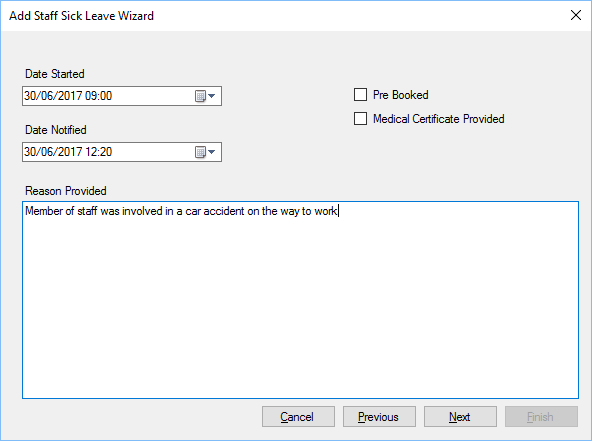 Add Staff Sick Leave Wizard
Date Started
30/06/2017 09:00
Pre Booked
Medical Certificate Provided
Date Notified
30/06/2017 12:20
Reason Provided
Member of staff was involved in a car accident on the way to work
Cancel Previous Next Finish